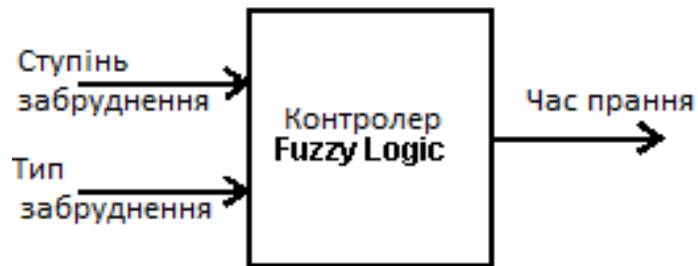 Ступінь
забруднення
Контролер
Fuzzy Logic
Час прання
Тип
забруднення